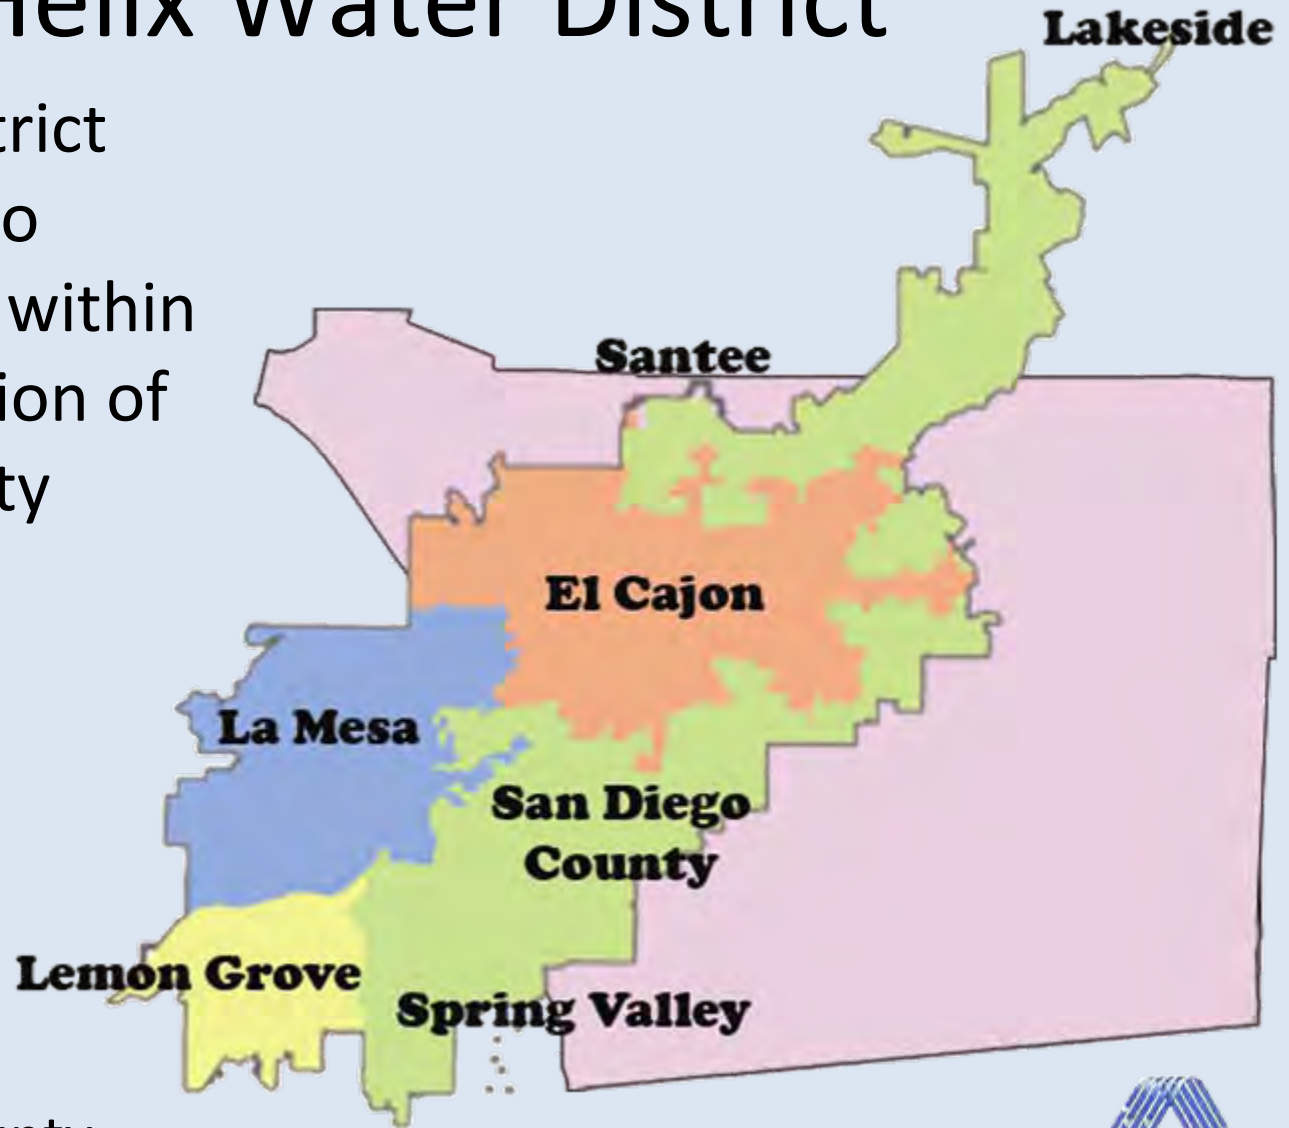 Helix Water District
Lakeside
trict
o
within
ion of
ty
Santee
El Cajon
La Mesa
San Diego
County
Lemon Grove
Spring Valley